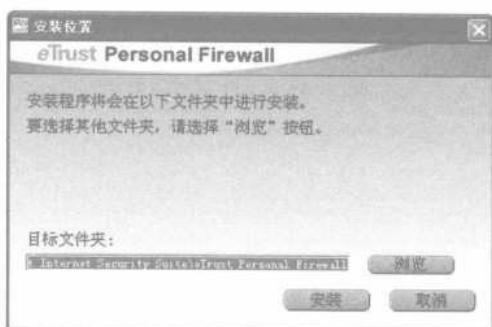 安装位置
eTrust Personal Firewall
安装程序将会在以下文件夹中进行安装。
要选择其他文件夹，请选择“浏览”按钮。
目标文件夹：
Internet Security Suite\eTrust Personal Firewall
浏览
安装
取消